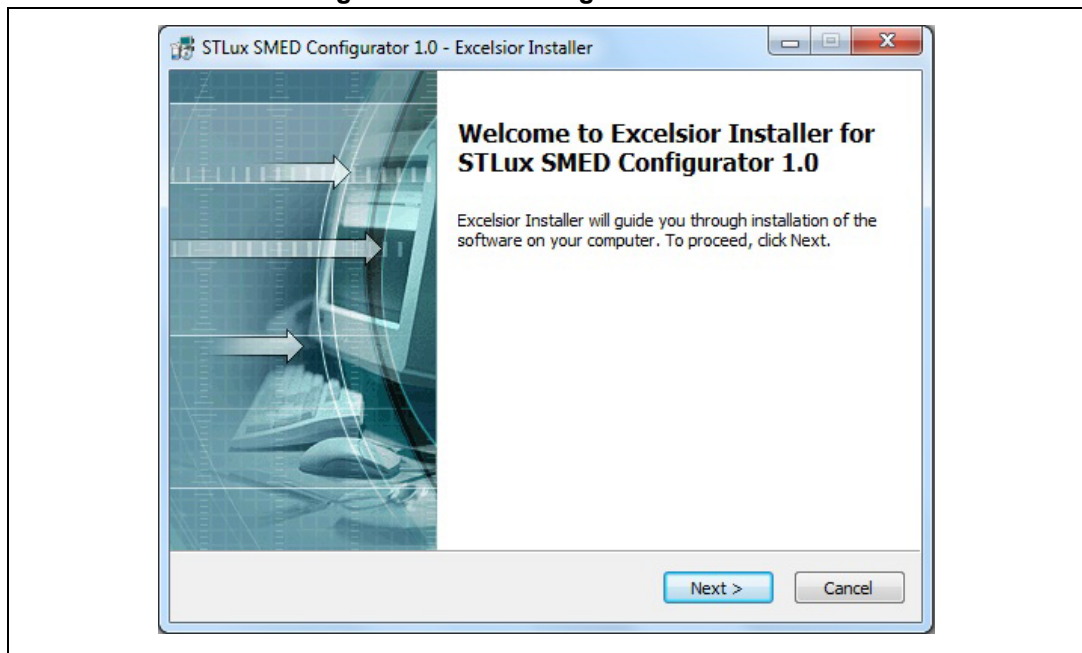 STLux SMED Configurator 1.0 - Excelsior Installer
Welcome to Excelsior Installer for
STLux SMED Configurator 1.0
Excelsior Installer will guide you through installation of the
software on your computer. To proceed, click Next.
Next >
Cancel